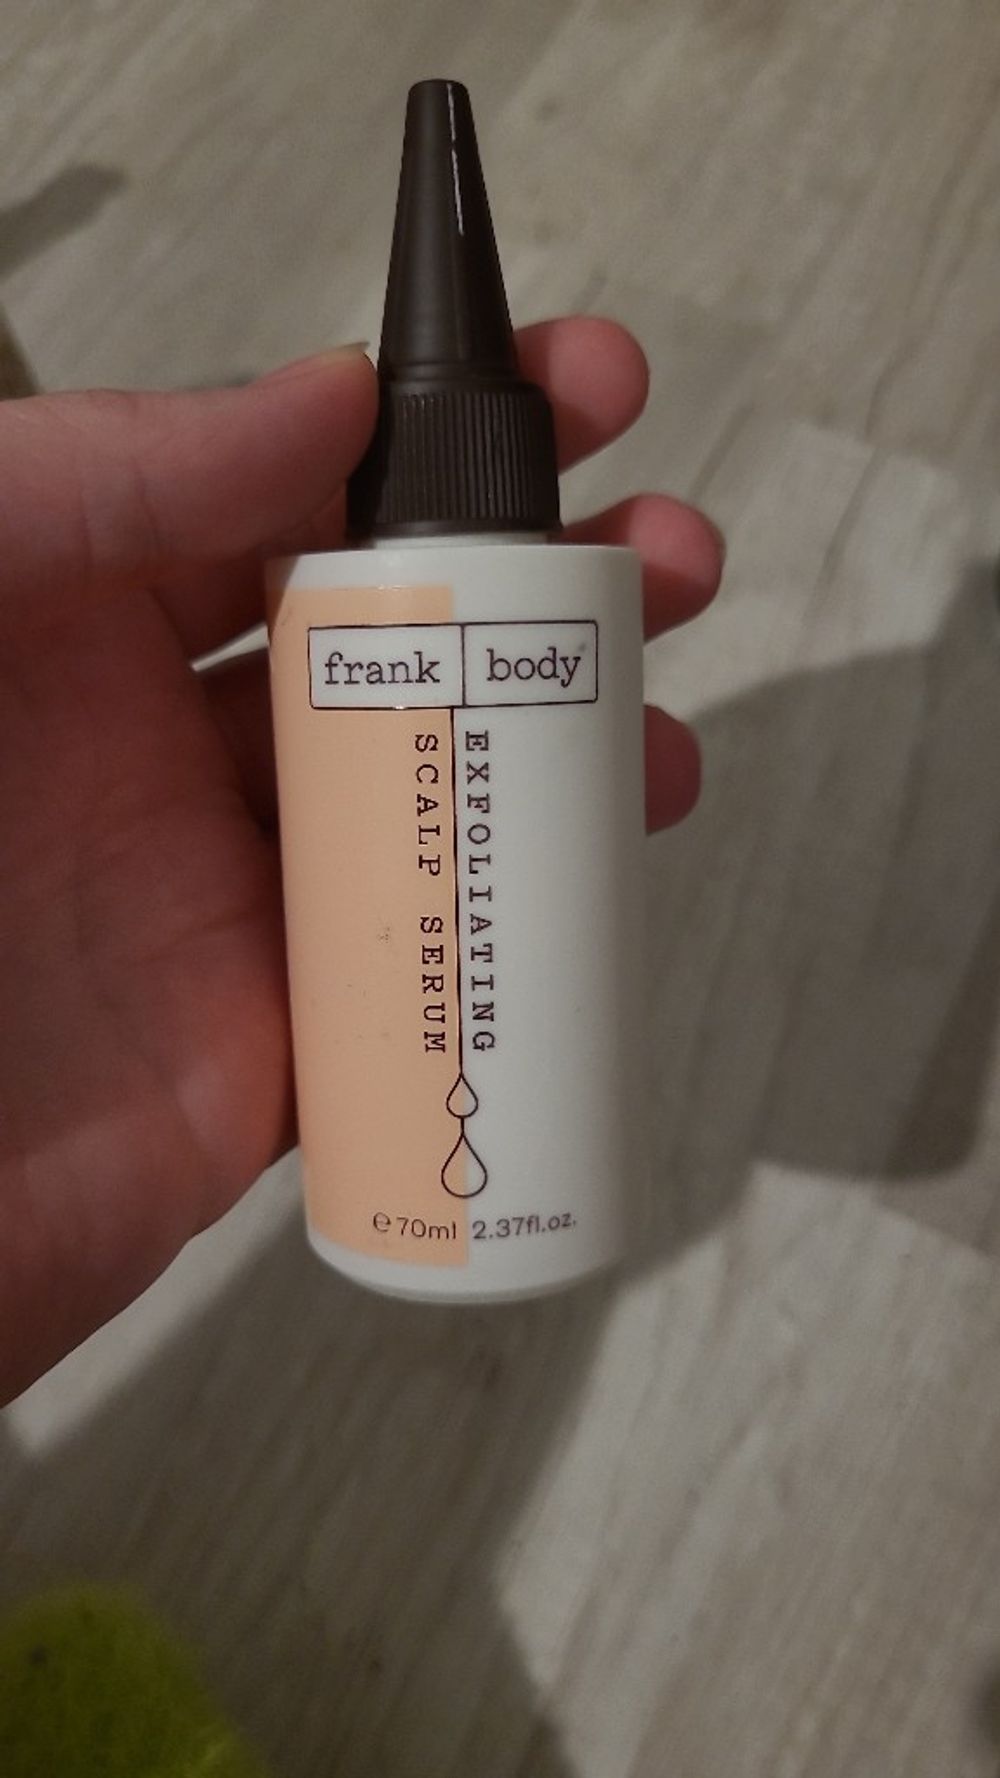 frank body
EXFOLIATING
SCALP SERUM
℮70ml 2.37fl.oz.